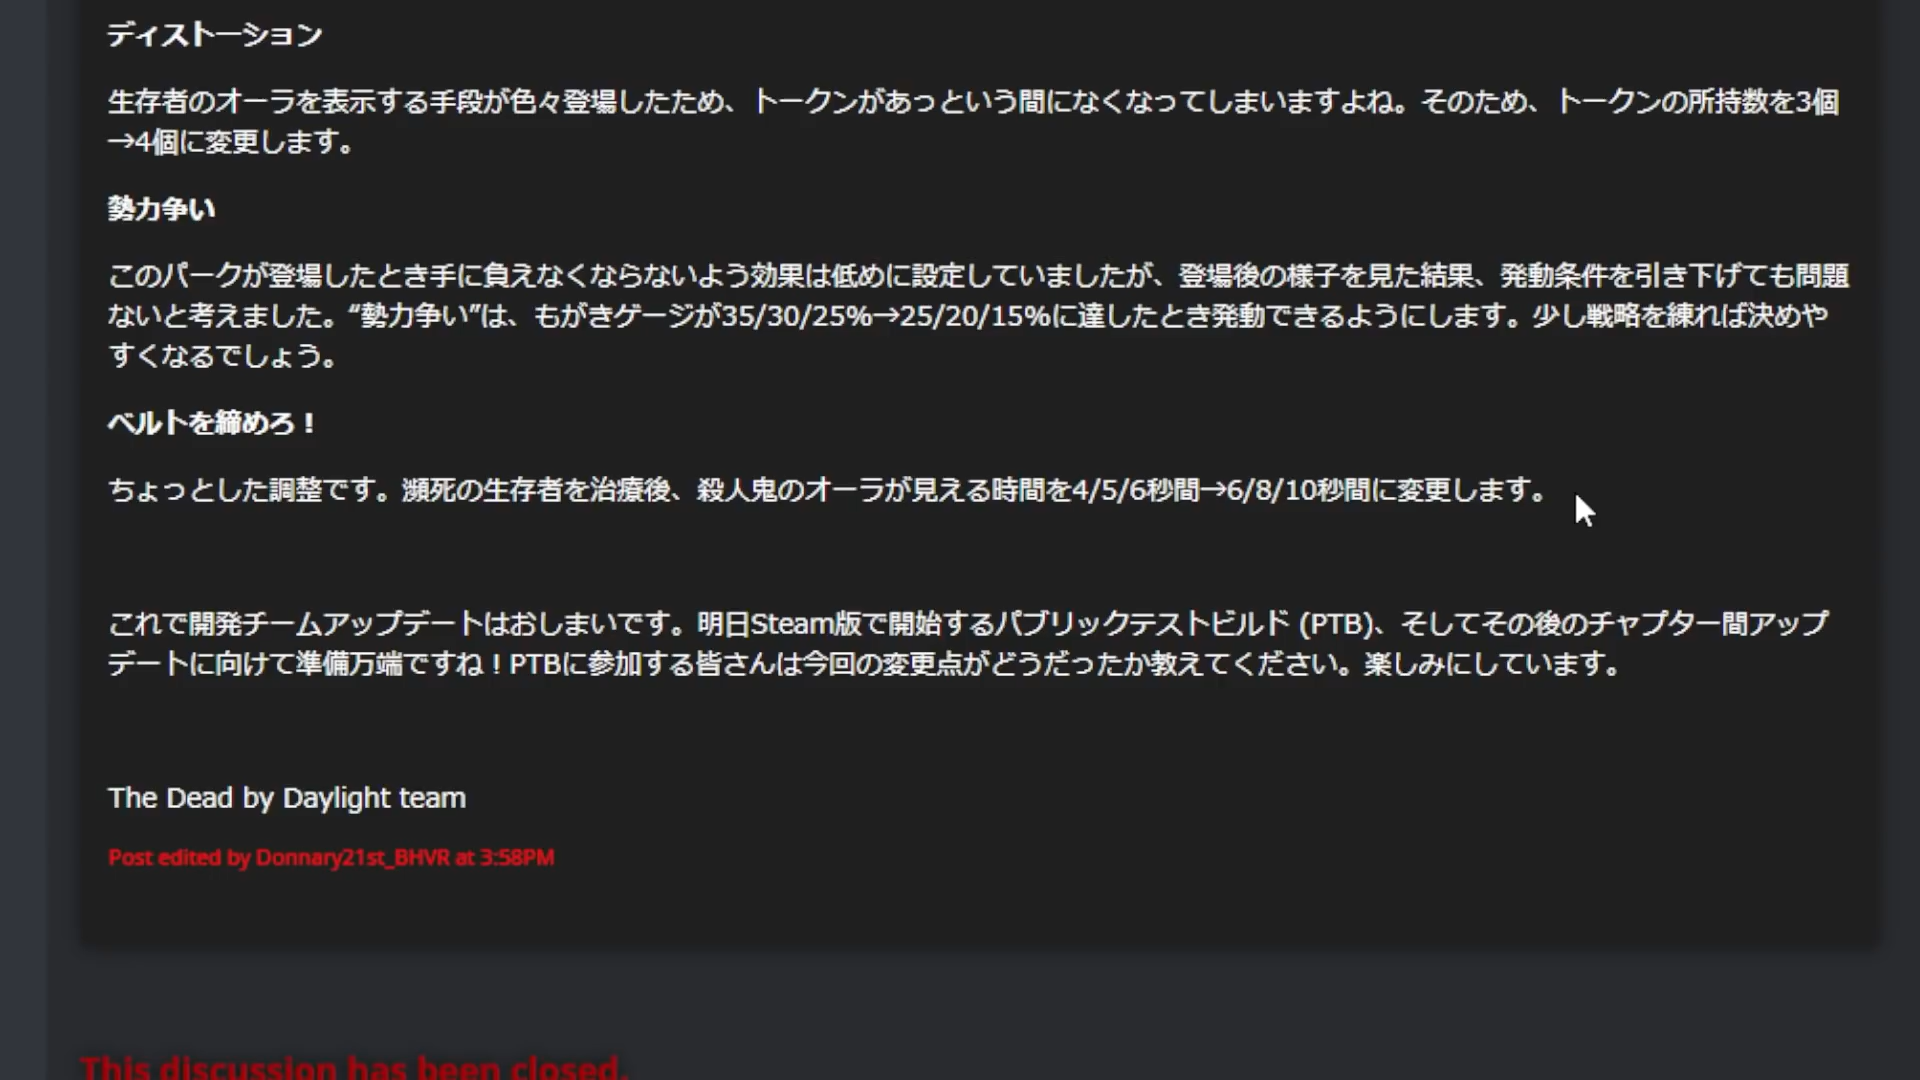 ディストーション
生存者のオーラを表示する手段が色々登場したため、トークンがあっという間になくなってしまいますよね。そのため、トークンの所持数を3個
→4個に変更します。
勢力争い
このパークが登場したとき手に負えなくならないよう効果は低めに設定していましたが、登場後の様子を見た結果、発動条件を引き下げても問題
ないと考えました。“勢力争い”は、もがきゲージが35/30/25%→25/20/15%に達したとき発動できるようにします。少し戦略を練れば決めや
すくなるでしょう。
ベルトを締めろ！
ちょっとした調整です。瀕死の生存者を治療後、殺人鬼のオーラが見える時間を4/5/6秒間→6/8/10秒間に変更します。
これで開発チームアップデートはおしまいです。明日Steam版で開始するパブリックテストビルド (PTB)、そしてその後のチャプター間アップ
デートに向けて準備万端ですね！PTBに参加する皆さんは今回の変更点がどうだったか教えてください。楽しみにしています。
The Dead by Daylight team
Post edited by Donnary21st_BHVR at 3:58PM
This discussion has been closed.